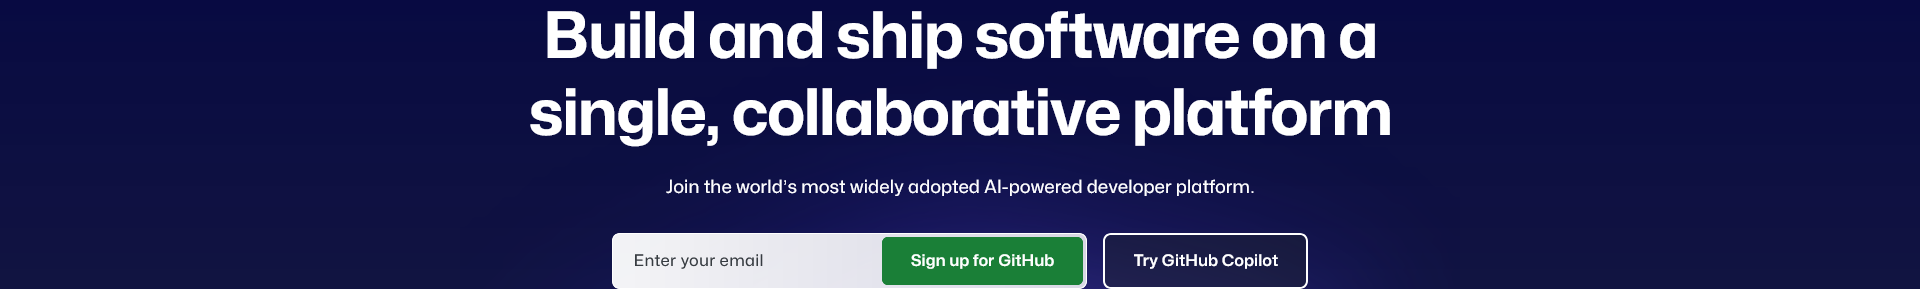 Build and ship software on a
single, collaborative platform
Join the world's most widely adopted AI-powered developer platform.
Enter your email
Sign up for GitHub
Try GitHub Copilot